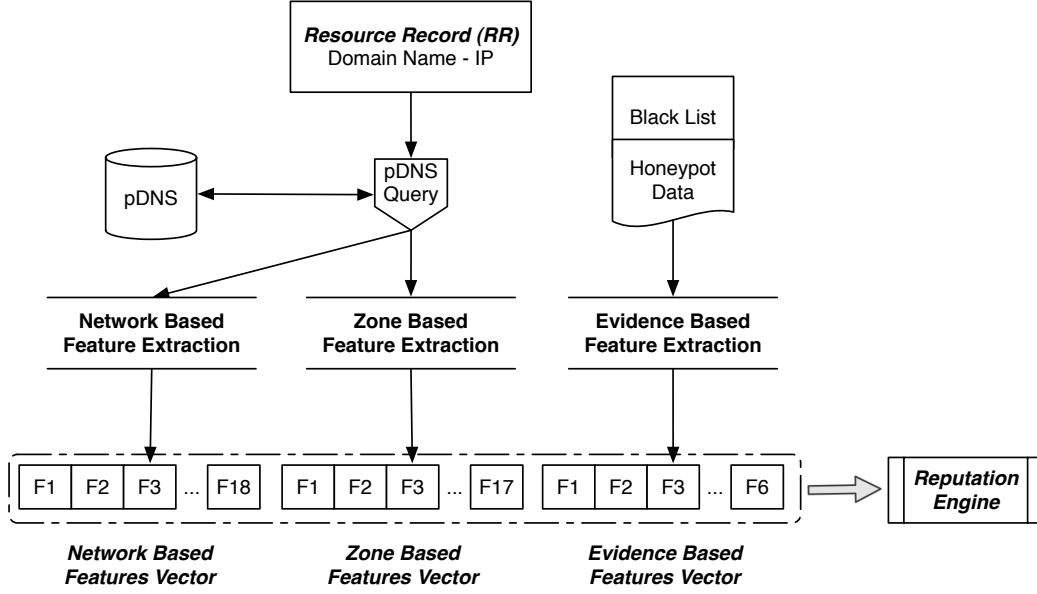 Resource Record (RR)
Domain Name - IP
Black List
Honeypot
Data
pDNS
pDNS
Query
Network Based
Feature Extraction
Zone Based
Feature Extraction
Evidence Based
Feature Extraction
F1 F2 F3 ... F18 F1 F2 F3 ... F17 F1 F2 F3 ... F6
Reputation
Engine
Network Based
Features Vector
Zone Based
Features Vector
Evidence Based
Features Vector